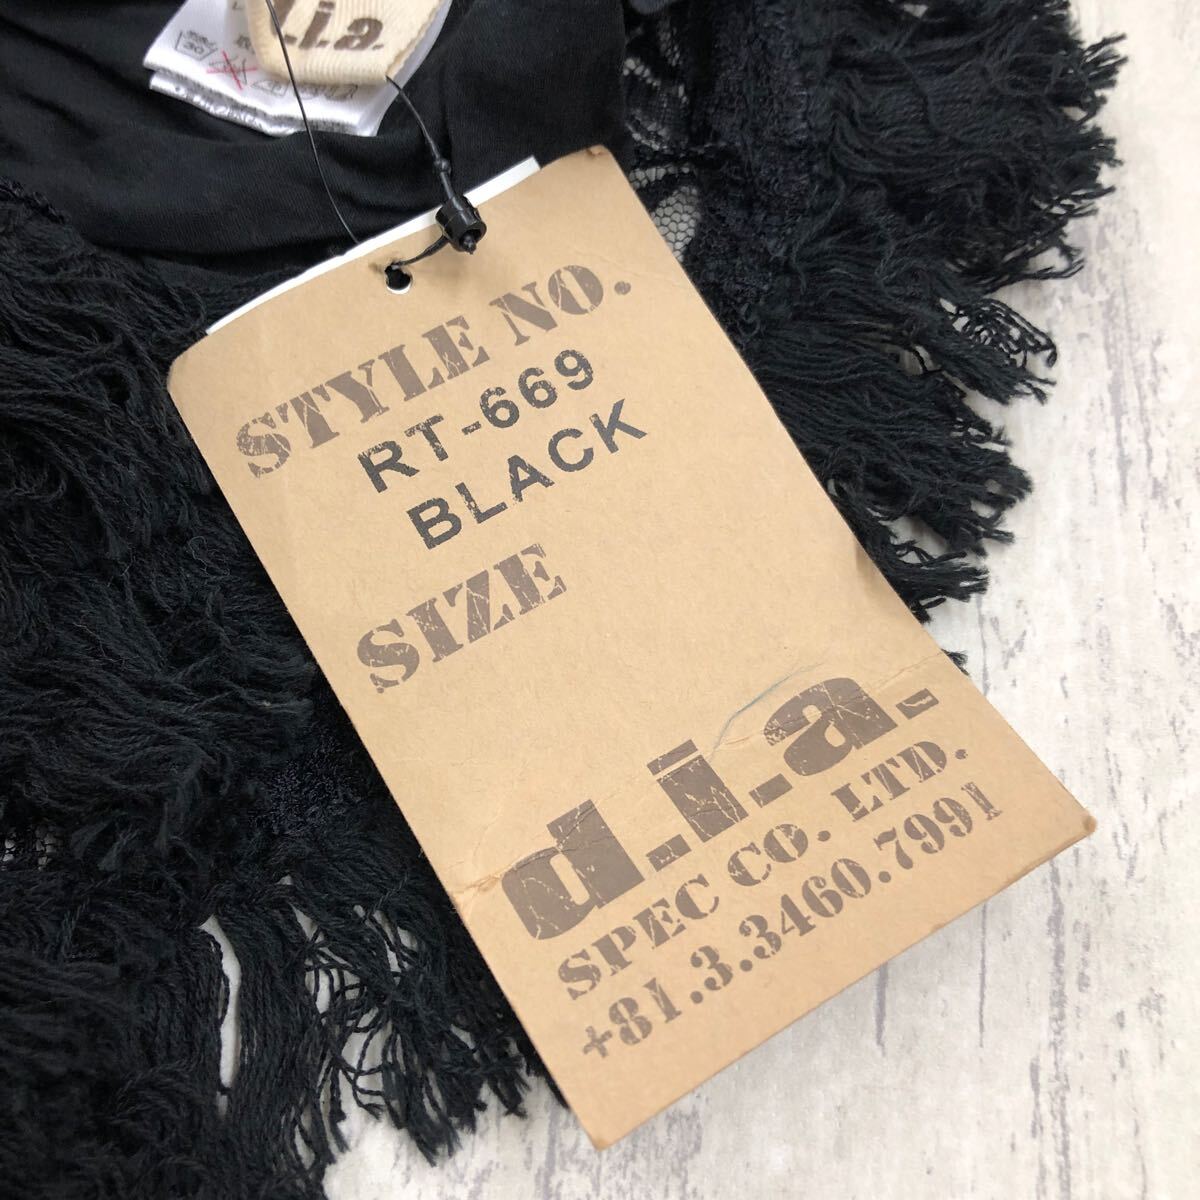 .i.a.
STYLE NO.
RT-669
BLACK
SIZE
d.i.a.
SPEC CO. LTD.
+81.3.3460.7991